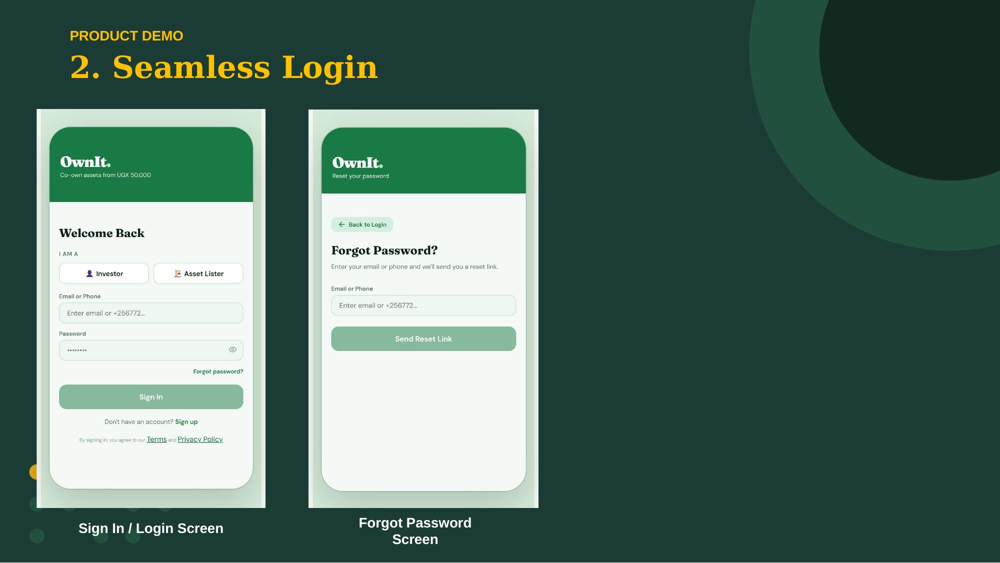 PRODUCT DEMO
2. Seamless Login
OwnIt.
Co-own assets from UGX 50,000
Welcome Back
I AM A
Investor
Asset Lister
Email or Phone
Enter email or +256772...
Password
••••••••
Forgot password?
Sign In
Don't have an account? Sign up
By signing in, you agree to our Terms and Privacy Policy
Sign In / Login Screen
OwnIt.
Reset your password
← Back to Login
Forgot Password?
Enter your email or phone and we'll send you a reset link.
Email or Phone
Enter email or +256772...
Send Reset Link
Forgot Password
Screen